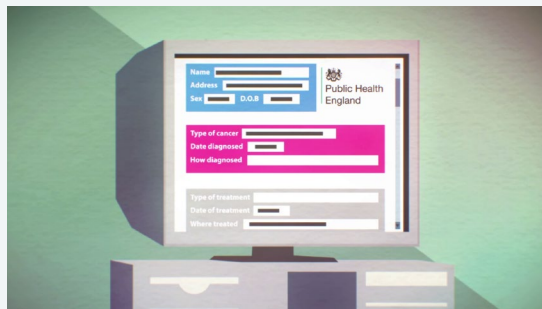 Name
Address
Sex D.O.B
Public Health
England
Type of cancer
Date diagnosed
How diagnosed
Type of treatment
Date of treatment
Where treated